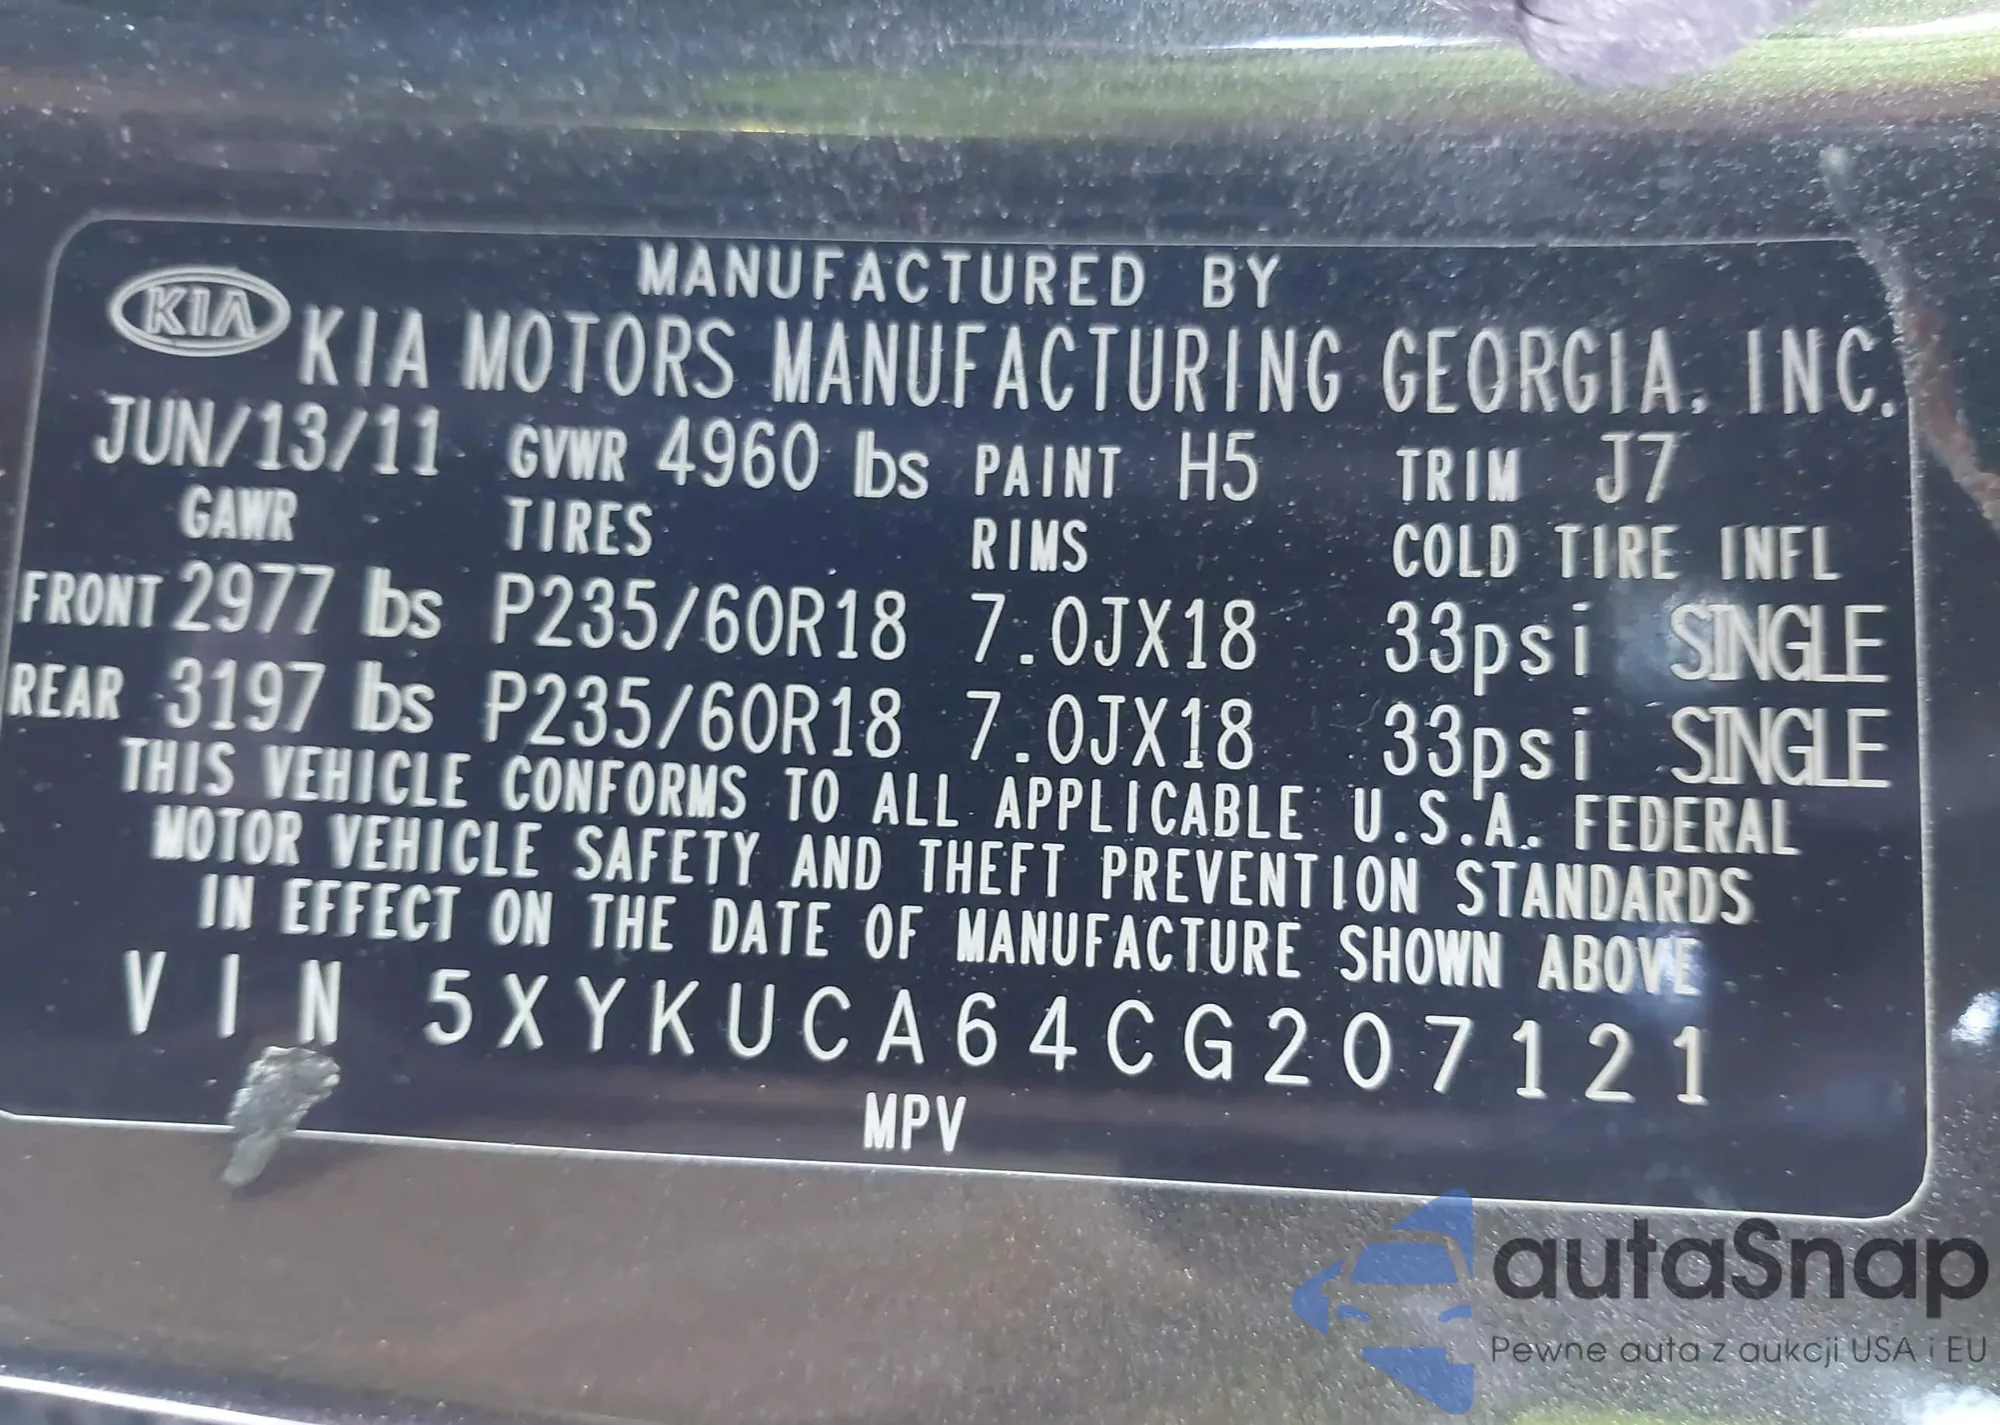 MANUFACTURED BY
KIA KIA MOTORS MANUFACTURING GEORGIA, INC.
JUN/13/11 GVWR 4960 lbs PAINT H5 TRIM J7
GAWR TIRES RIMS COLD TIRE INFL
FRONT 2977 lbs P235/60R18 7.0JX18 33psi SINGLE
REAR 3197 lbs P235/60R18 7.0JX18 33psi SINGLE
THIS VEHICLE CONFORMS TO ALL APPLICABLE U.S.A. FEDERAL
MOTOR VEHICLE SAFETY AND THEFT PREVENTION STANDARDS
IN EFFECT ON THE DATE OF MANUFACTURE SHOWN ABOVE
VIN 5XYKUCA64CG207121
MPV
autaSnap
Pewne auta z aukcji USA i EU